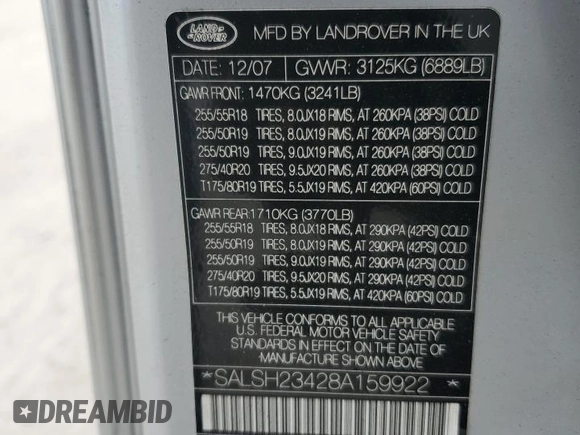 LAND ROVER
MFD BY LANDROVER IN THE UK
DATE: 12/07 GVWR: 3125KG (6889LB)
GAWR FRONT: 1470KG (3241LB)
255/55R18 TIRES, 8.0JX18 RIMS, AT 260KPA (38PSI) COLD
255/50R19 TIRES, 8.0JX19 RIMS, AT 260KPA (38PSI) COLD
255/50R19 TIRES, 9.0JX19 RIMS, AT 260KPA (38PSI) COLD
275/40R20 TIRES, 9.5JX20 RIMS, AT 260KPA (38PSI) COLD
T175/80R19 TIRES, 5.5JX19 RIMS, AT 420KPA (60PSI) COLD
GAWR REAR:1710KG (3770LB)
255/55R18 TIRES, 8.0JX18 RIMS, AT 290KPA (42PSI) COLD
255/50R19 TIRES, 8.0JX19 RIMS, AT 290KPA (42PSI) COLD
255/50R19 TIRES, 9.0JX19 RIMS, AT 290KPA (42PSI) COLD
275/40R20 TIRES, 9.5JX20 RIMS, AT 290KPA (42PSI) COLD
T175/80R19 TIRES, 5.5JX19 RIMS, AT 420KPA (60PSI) COLD
THIS VEHICLE CONFORMS TO ALL APPLICABLE
U.S. FEDERAL MOTOR VEHICLE SAFETY
STANDARDS IN EFFECT ON THE DATE
OF MANUFACTURE SHOWN ABOVE
*SALSH23428A159922*
DREAMBID